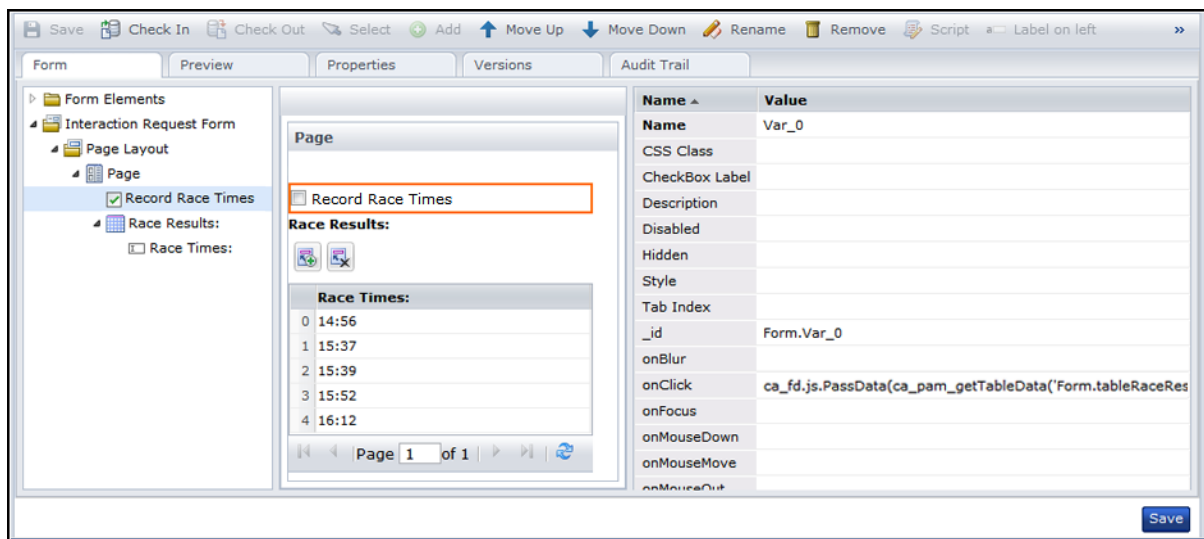 Save Check In Check Out Select Add Move Up Move Down Rename Remove Script Label on left »
Form Preview Properties Versions Audit Trail
Form Elements
Interaction Request Form
Page Layout
Page
Record Race Times
Race Results:
Race Times:
Page
Record Race Times
Race Results:
Race Times:
0 14:56
1 15:37
2 15:39
3 15:52
4 16:12
Page 1 of 1
Name Value
Name Var_0
CSS Class
CheckBox Label
Description
Disabled
Hidden
Style
Tab Index
_id Form.Var_0
onBlur
onClick ca_fd.js.PassData(ca_pam_getTableData('Form.tableRaceRes
onFocus
onMouseDown
onMouseMove
onMouseOut
Save